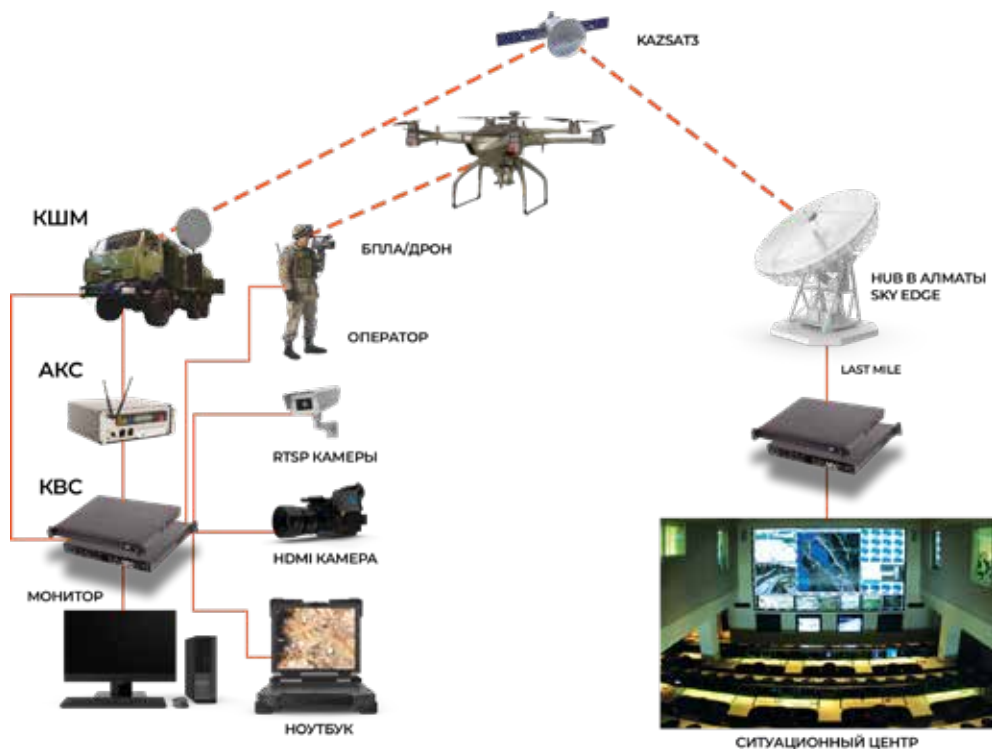 KAZSAT3
КШМ
БПЛА/ДРОН
HUB В АЛМАТЫ
SKY EDGE
ОПЕРАТОР
АКС
LAST MILE
RTSP КАМЕРЫ
КВС
HDMI КАМЕРА
МОНИТОР
НОУТБУК
СИТУАЦИОННЫЙ ЦЕНТР